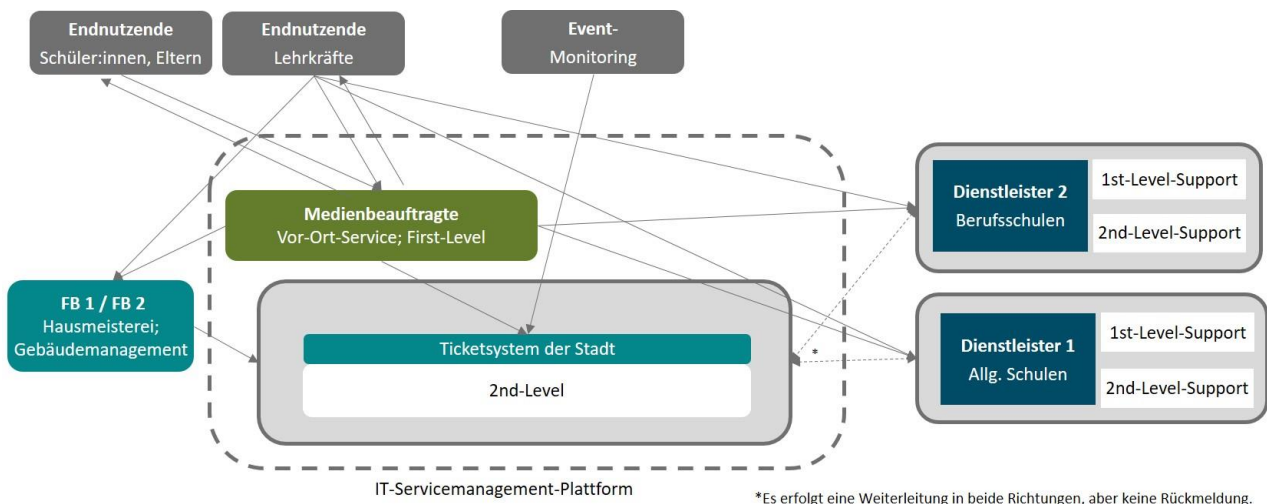 Endnutzende
Schüler:innen, Eltern
Endnutzende
Lehrkräfte
Event-
Monitoring
Medienbeauftragte
Vor-Ort-Service; First-Level
Dienstleister 2
Berufsschulen
1st-Level-Support
2nd-Level-Support
FB 1 / FB 2
Hausmeisterei;
Gebäudemanagement
Ticketsystem der Stadt
2nd-Level
*
Dienstleister 1
Allg. Schulen
1st-Level-Support
2nd-Level-Support
IT-Servicemanagement-Plattform
*Es erfolgt eine Weiterleitung in beide Richtungen, aber keine Rückmeldung.